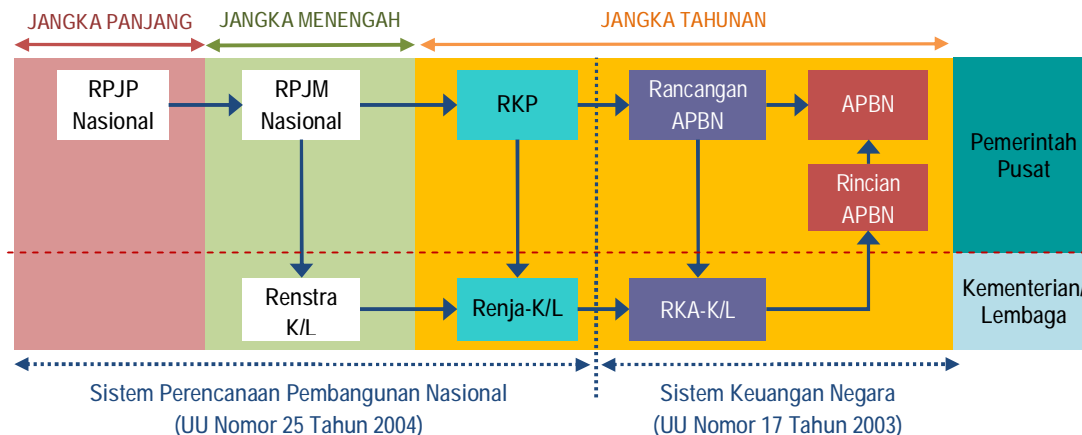 JANGKA PANJANG
JANGKA MENENGAH
JANGKA TAHUNAN
RPJP
Nasional
RPJM
Nasional
RKP
Rancangan
APBN
APBN
Rincian
APBN
Pemerintah
Pusat
Renstra
K/L
Renja-K/L
RKA-K/L
Kementerian/
Lembaga
Sistem Perencanaan Pembangunan Nasional
(UU Nomor 25 Tahun 2004)
Sistem Keuangan Negara
(UU Nomor 17 Tahun 2003)